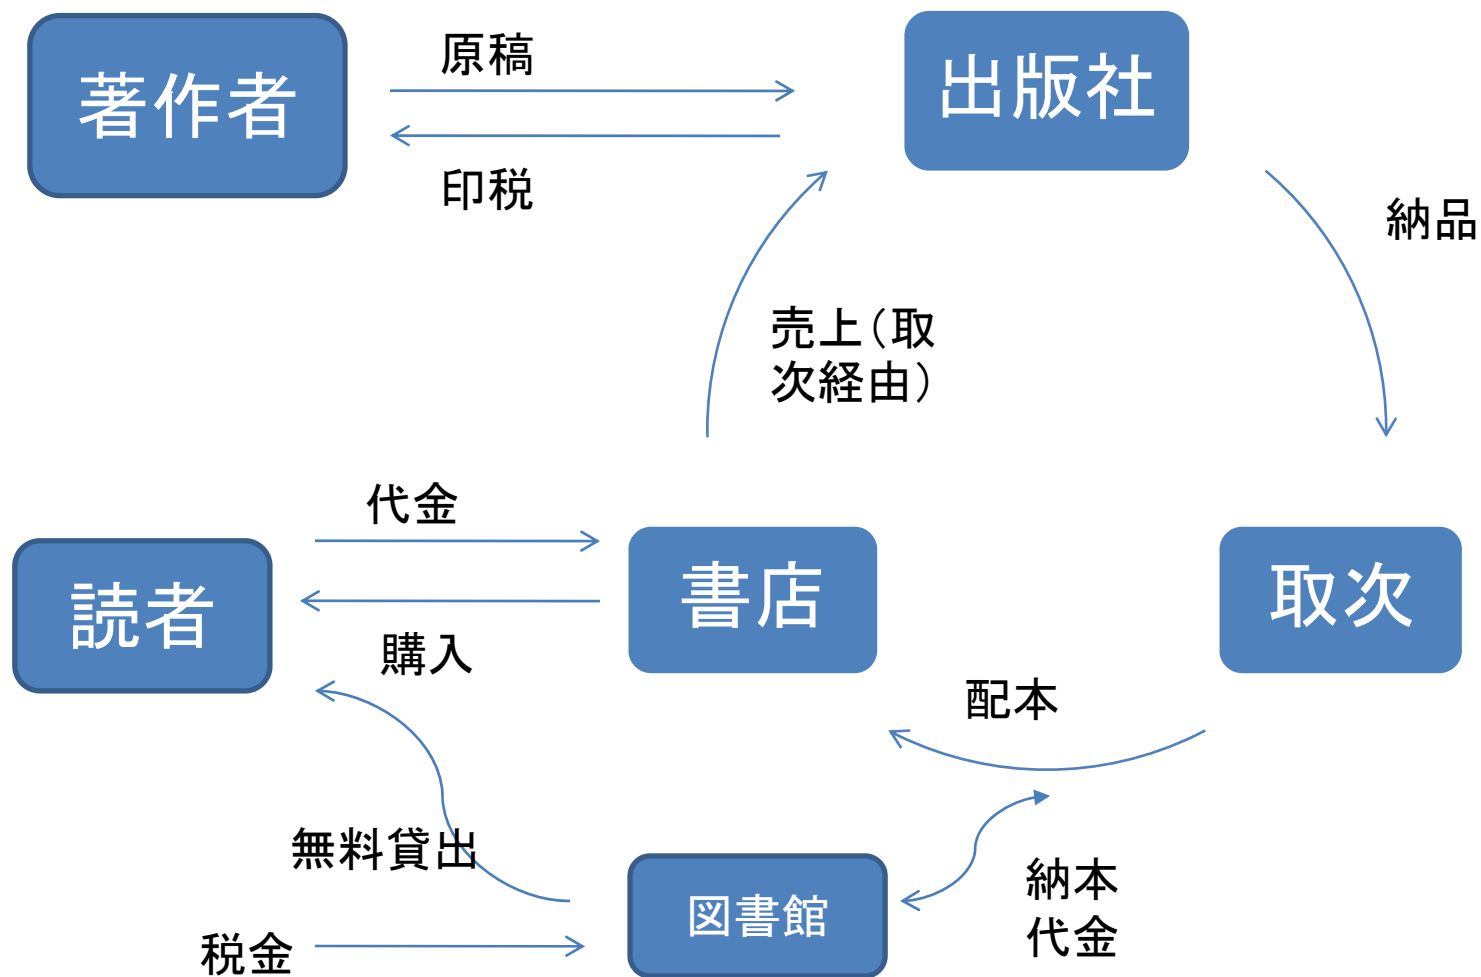 著作者
原稿
出版社
印税
納品
売上(取
次経由)
代金
読者
書店
取次
購入
配本
無料貸出
図書館
納本
代金
税金